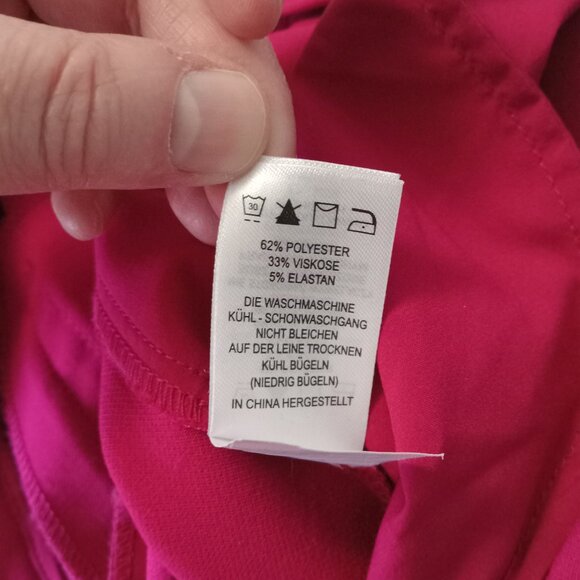 30
62% POLYESTER
33% VISKOSE
5% ELASTAN
DIE WASCHMASCHINE
KÜHL - SCHONWASCHGANG
NICHT BLEICHEN
AUF DER LEINE TROCKNEN
KÜHL BÜGELN
(NIEDRIG BÜGELN)
IN CHINA HERGESTELLT